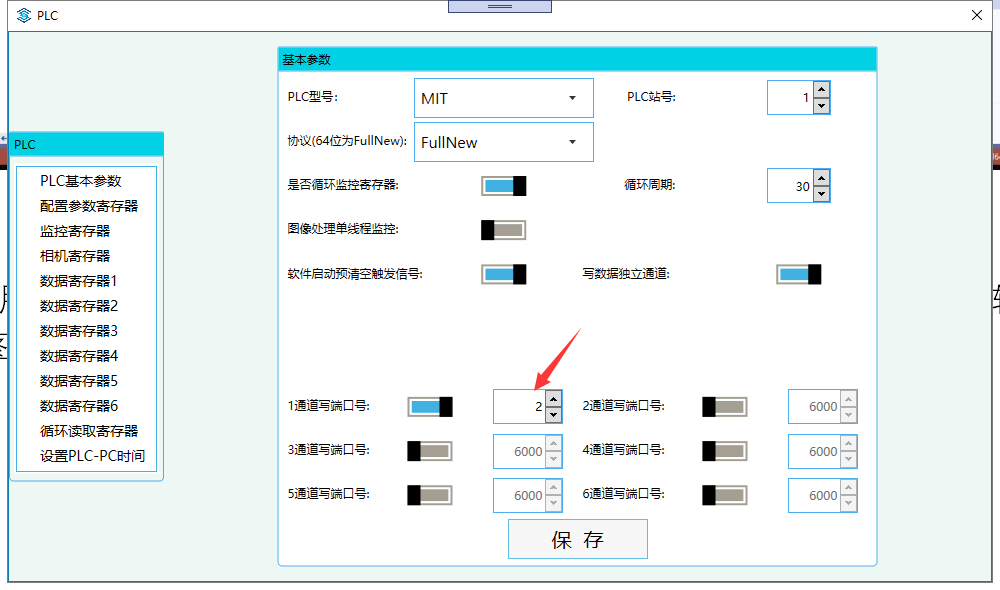 PLC
基本参数
PLC型号:
MIT
PLC站号:
1
协议(64位为FullNew):
FullNew
是否循环监控寄存器:
循环周期:
30
图像处理单线程监控:
软件启动预清空触发信号:
写数据独立通道:
1通道写端口号:
2
2通道写端口号:
6000
3通道写端口号:
6000
4通道写端口号:
6000
5通道写端口号:
6000
6通道写端口号:
6000
保 存
PLC
PLC基本参数
配置参数寄存器
监控寄存器
相机寄存器
数据寄存器1
数据寄存器2
数据寄存器3
数据寄存器4
数据寄存器5
数据寄存器6
循环读取寄存器
设置PLC-PC时间